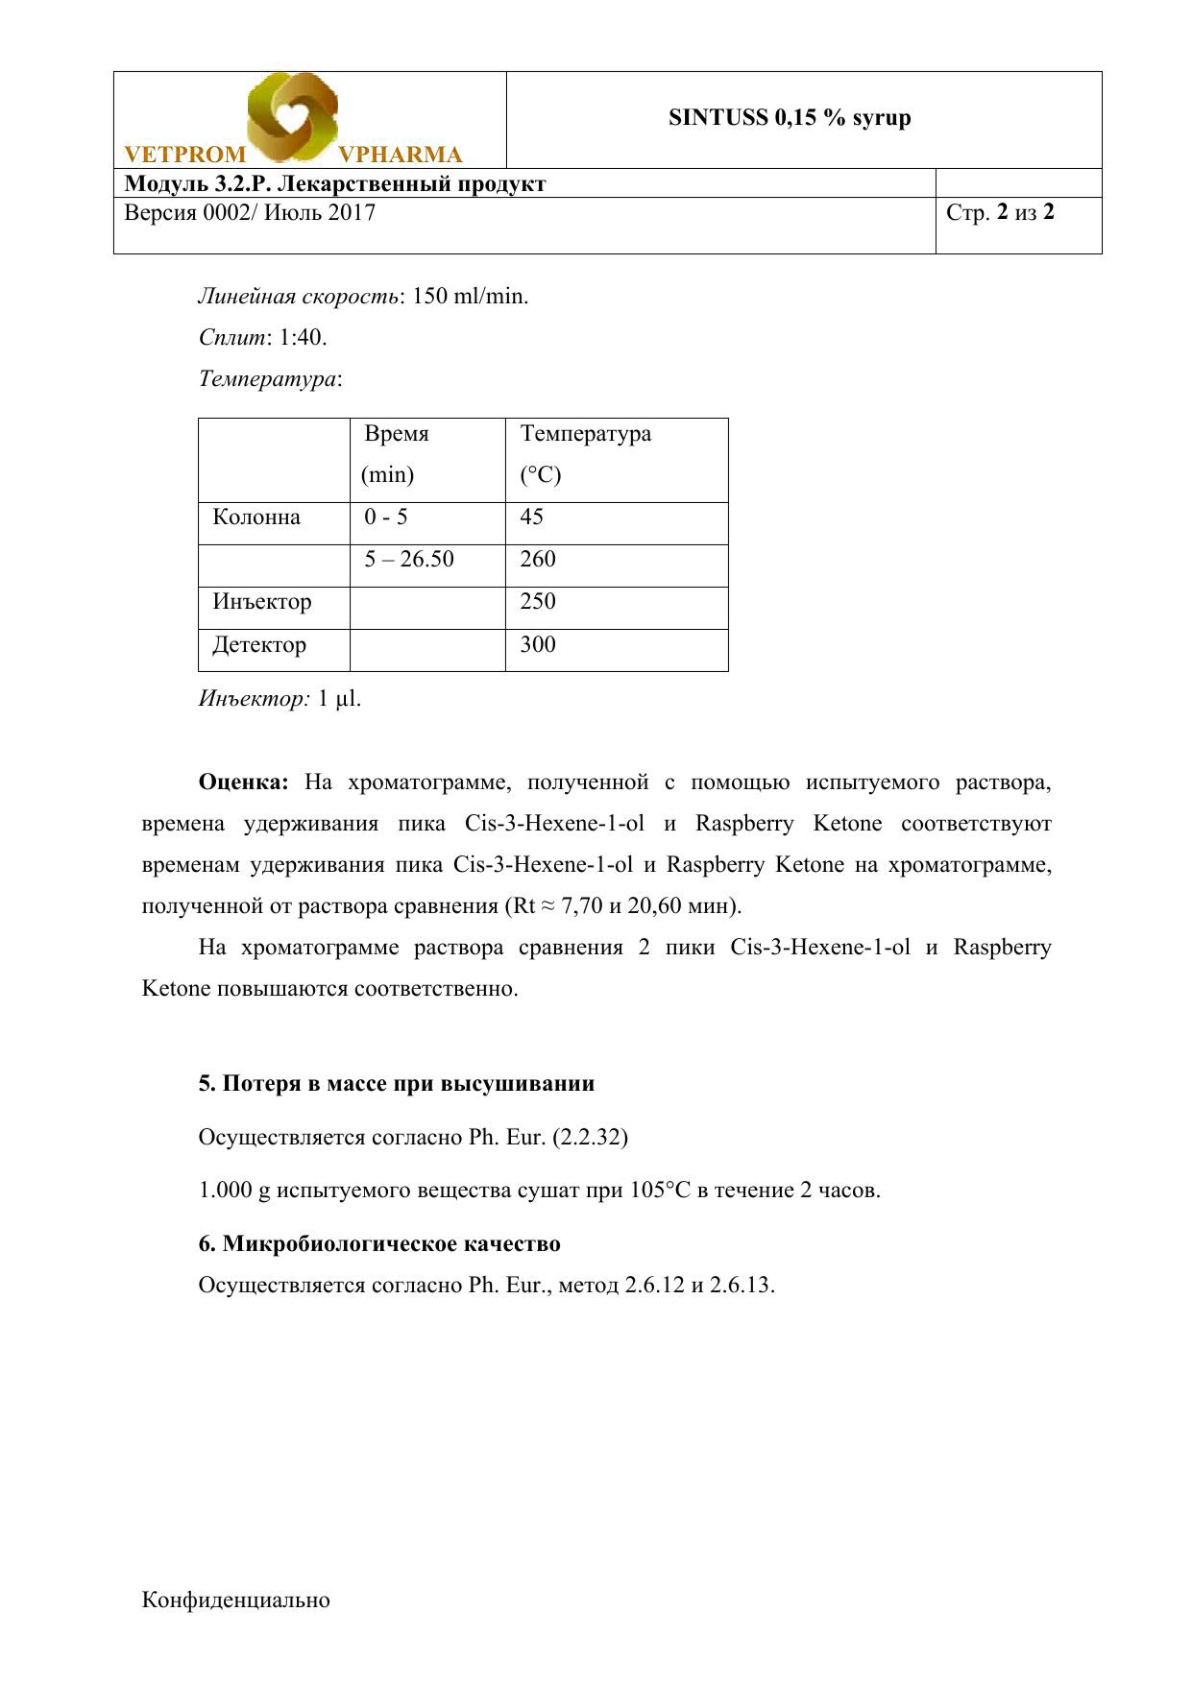 VETPROM VPHARMA
SINTUSS 0,15 % syrup
Модуль 3.2.P. Лекарственный продукт
Версия 0002/ Июль 2017
Стр. 2 из 2
Линейная скорость: 150 ml/min.
Сплит: 1:40.
Температура:
Время Температура
(min) (°C)
Колонна 0 - 5 45
5 – 26.50 260
Инъектор 250
Детектор 300
Инъектор: 1 µl.
Оценка: На хроматограмме, полученной с помощью испытуемого раствора,
времена удерживания пика Cis-3-Hexene-1-ol и Raspberry Ketone соответствуют
временам удерживания пика Cis-3-Hexene-1-ol и Raspberry Ketone на хроматограмме,
полученной от раствора сравнения (Rt ≈ 7,70 и 20,60 мин).
На хроматограмме раствора сравнения 2 пики Cis-3-Hexene-1-ol и Raspberry
Ketone повышаются соответственно.
5. Потеря в массе при высушивании
Осуществляется согласно Ph. Eur. (2.2.32)
1.000 g испытуемого вещества сушат при 105°C в течение 2 часов.
6. Микробиологическое качество
Осуществляется согласно Ph. Eur., метод 2.6.12 и 2.6.13.
Конфиденциально